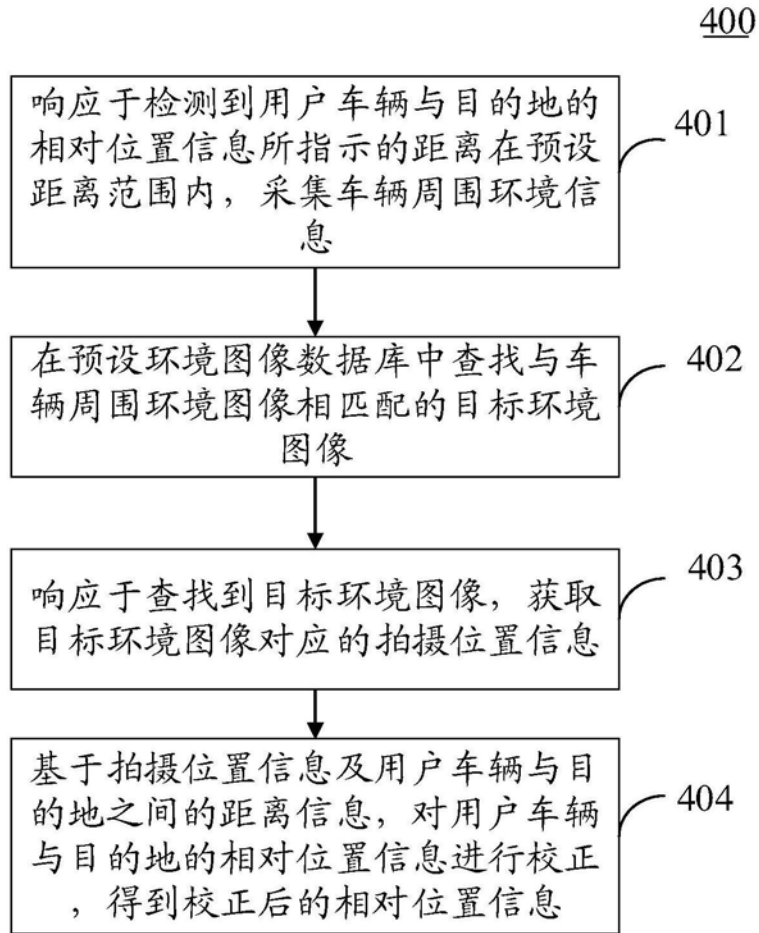 400
响应于检测到用户车辆与目的地的
相对位置信息所指示的距离在预设
距离范围内，采集车辆周围环境信
息
401
在预设环境图像数据库中查找与车
辆周围环境图像相匹配的目标环境
图像
402
响应于查找到目标环境图像，获取
目标环境图像对应的拍摄位置信息
403
基于拍摄位置信息及用户车辆与目
的地之间的距离信息，对用户车辆
与目的地的相对位置信息进行校正
，得到校正后的相对位置信息
404